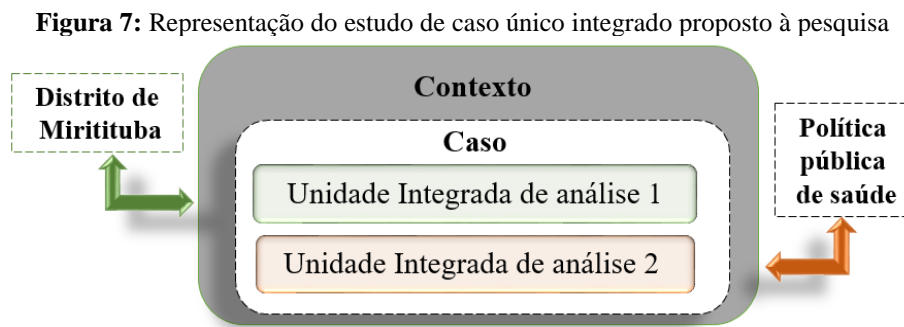 Figura 7: Representação do estudo de caso único integrado proposto à pesquisa
Contexto
Distrito de
Miritituba
Caso
Política
pública
de saúde
Unidade Integrada de análise 1
Unidade Integrada de análise 2